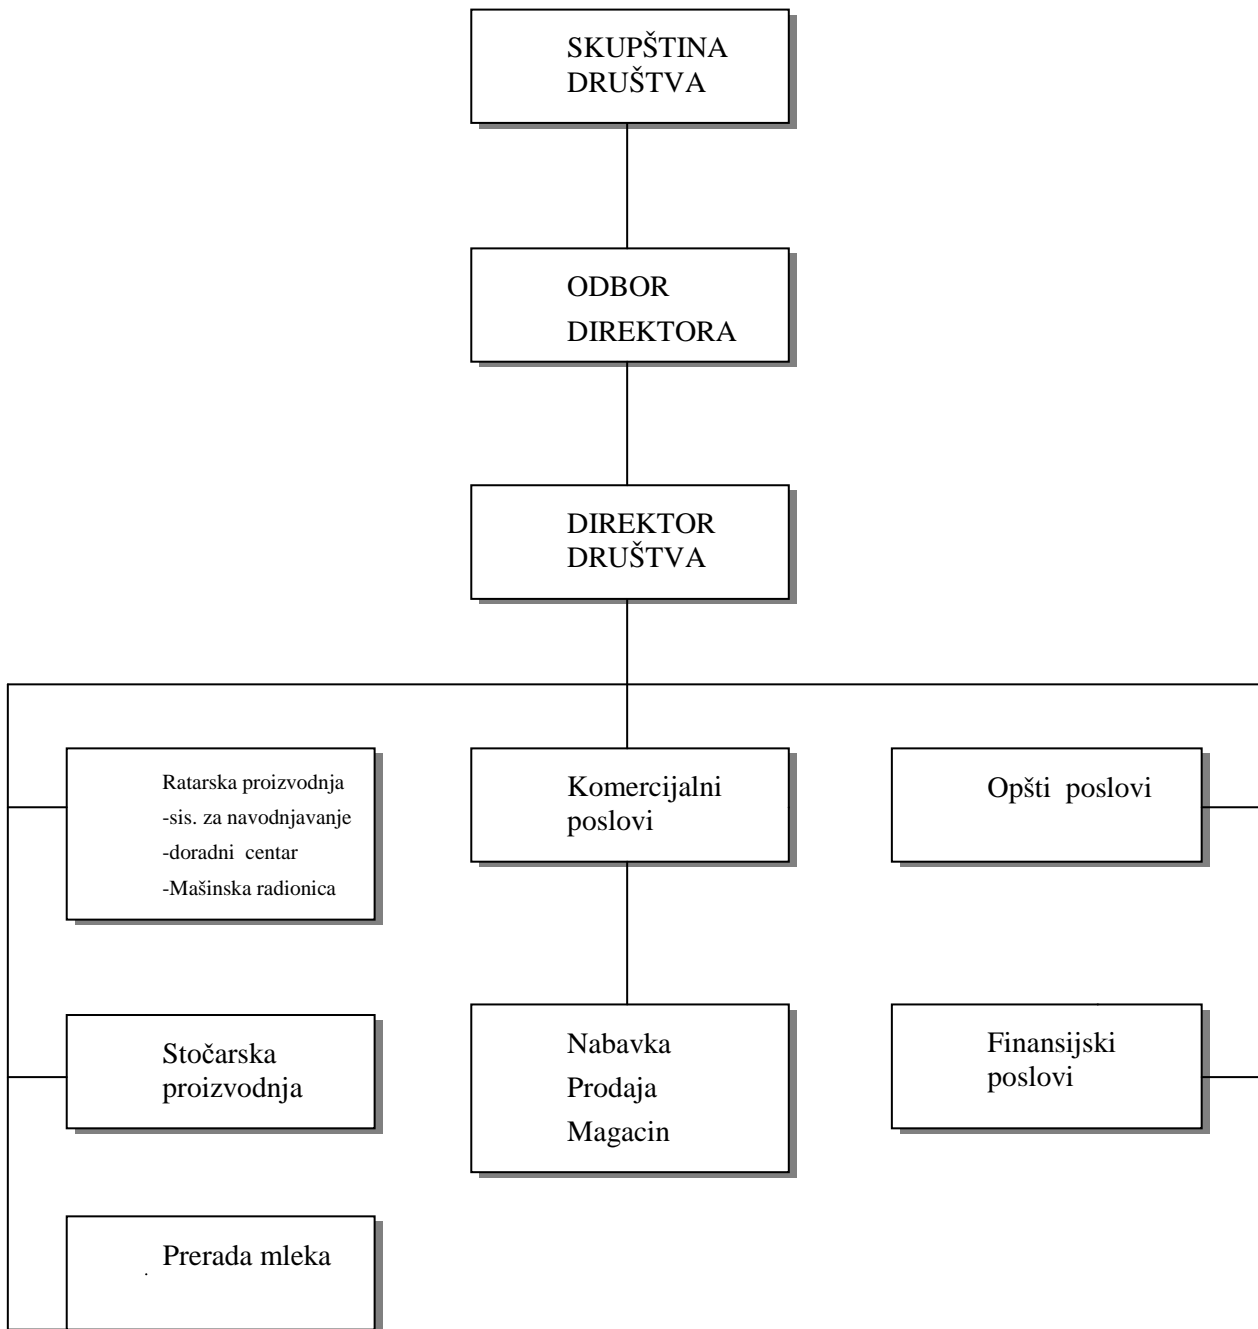 SKUPŠTINA
DRUŠTVA
ODBOR
DIREKTORA
DIREKTOR
DRUŠTVA
Ratarska proizvodnja
-sis. za navodnjavanje
-doradni  centar
-Mašinska radionica
Komercijalni
poslovi
Opšti  poslovi
Stočarska
proizvodnja
Nabavka
Prodaja
Magacin
Finansijski
poslovi
Prerada mleka
.